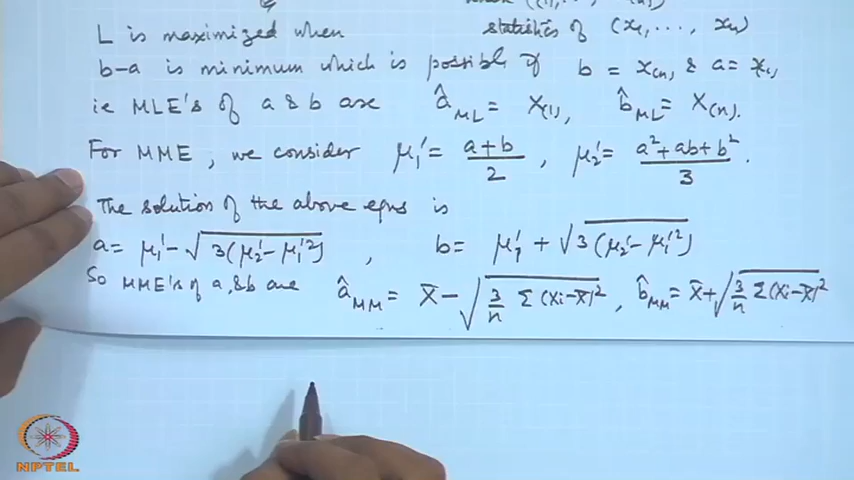 L is maximized when statistics of (x₁, ..., xₙ)
b-a is minimum which is possible if b = x₍ₙ₎, & a = x₍₁₎
ie MLE's of a & b are â_ML = X₍₁₎, b̂_ML = X₍ₙ₎.
For MME, we consider μ₁' = (a+b)/2, μ₂' = (a²+ab+b²)/3.
The solution of the above eqns is
a = μ₁' - √3(μ₂' - μ₁'²), b = μ₁' + √3(μ₂' - μ₁'²)
So MME's of a, & b are â_MM = X̄ - √(3/n) Σ(Xi-X̄)², b̂_MM = X̄ + √(3/n) Σ(Xi-X̄)²
NPTEL